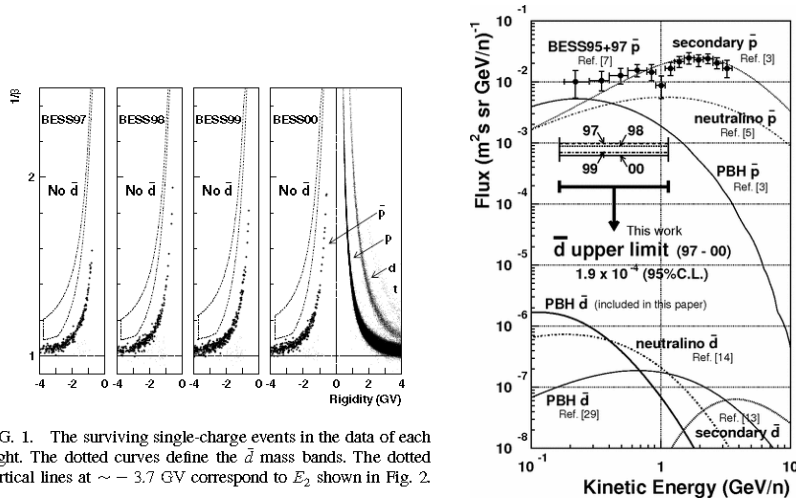 1/β
BESS97
BESS98
BESS99
BESS00
No d̄
No d̄
No d̄
No d̄
2
1
p̄
p
d
t
-4 -2 0
-4 -2 0
-4 -2 0
-4 -2 0 2 4
Rigidity (GV)
G. 1. The surviving single-charge events in the data of each
ght. The dotted curves define the d̄ mass bands. The dotted
rtical lines at ~ − 3.7 GV correspond to E2 shown in Fig. 2.
Flux (m²s sr GeV/n)⁻¹
10⁻¹
10⁻²
10⁻³
10⁻⁴
10⁻⁵
10⁻⁶
10⁻⁷
10⁻⁸
BESS95+97 p̄
Ref. [7]
secondary p̄
Ref. [3]
neutralino p̄
Ref. [5]
97 98
99 00
PBH p̄
Ref. [3]
This work
d̄ upper limit (97 - 00)
1.9 x 10⁻⁴ (95%C.L.)
PBH d̄ (included in this paper)
neutralino d̄
Ref. [14]
PBH d̄
Ref. [29]
Ref. [13]
secondary d̄
10⁻¹ 1 10
Kinetic Energy (GeV/n)